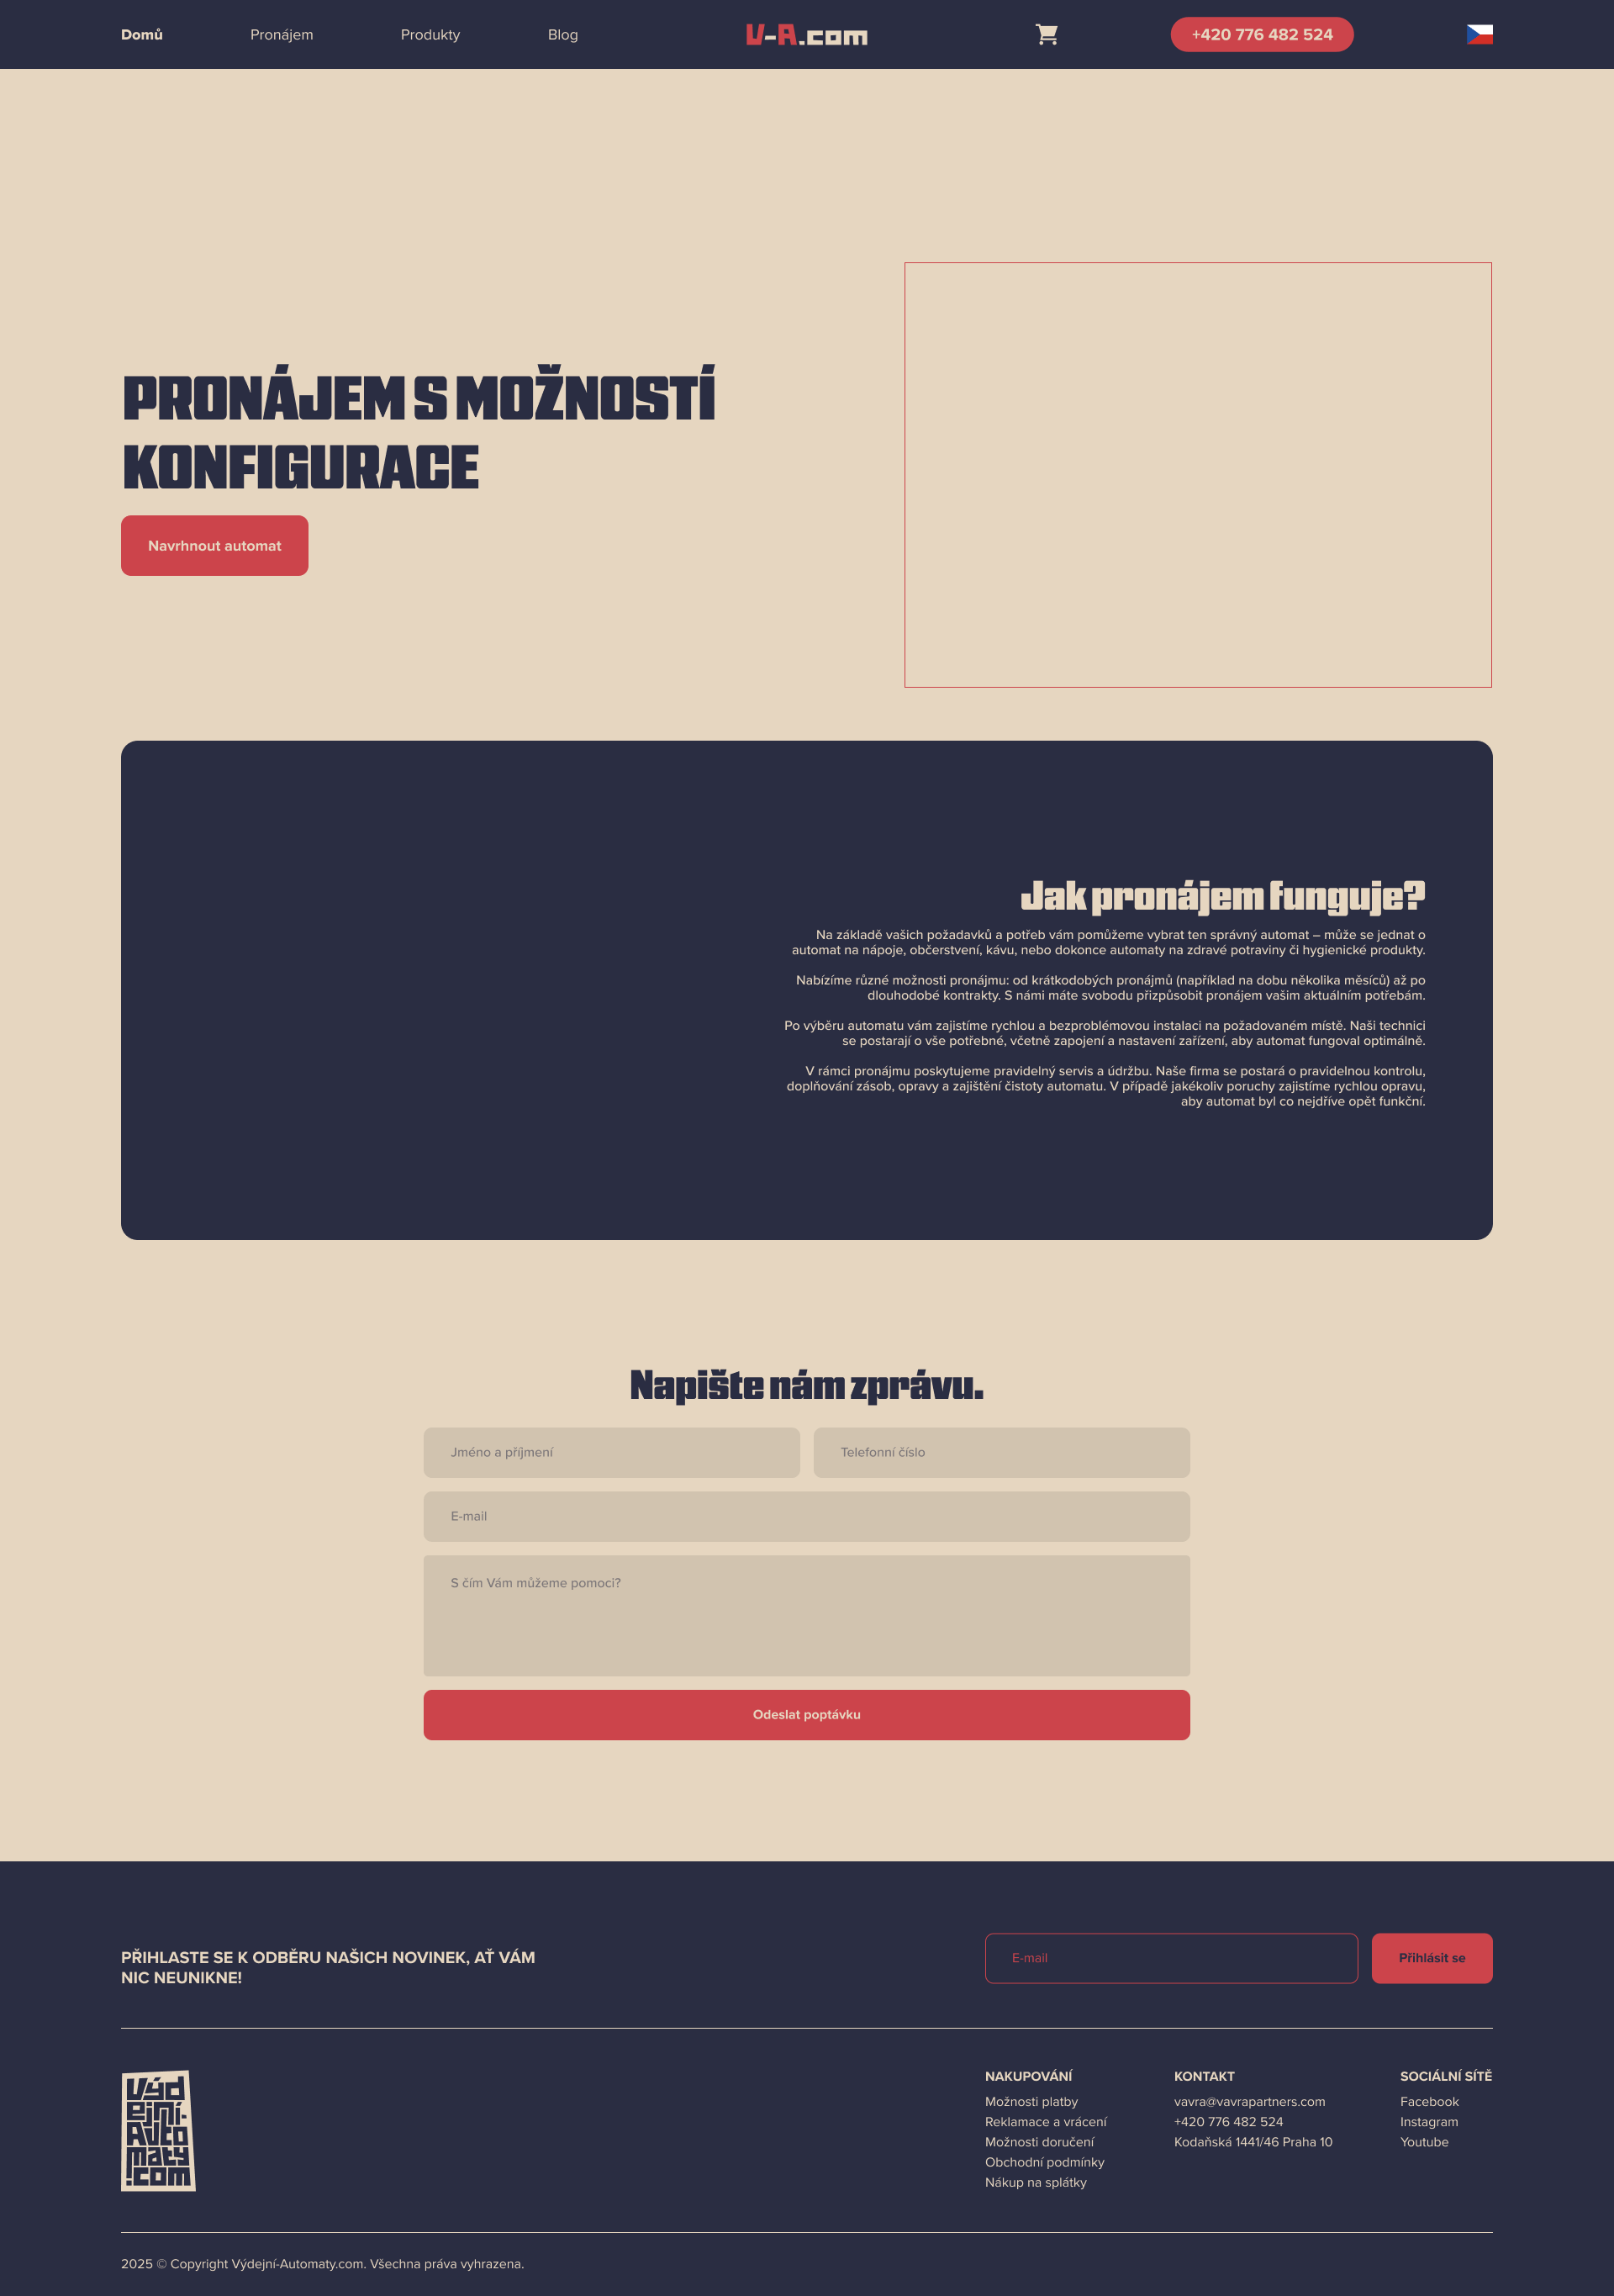 Domů
Pronájem
Produkty
Blog
V-A.com
+420 776 482 524
PRONÁJEM S MOŽNOSTÍ
KONFIGURACE
Navrhnout automat
Jak pronájem funguje?
Na základě vašich požadavků a potřeb vám pomůžeme vybrat ten správný automat – může se jednat o
automat na nápoje, občerstvení, kávu, nebo dokonce automaty na zdravé potraviny či hygienické produkty.
Nabízíme různé možnosti pronájmu: od krátkodobých pronájmů (například na dobu několika měsíců) až po
dlouhodobé kontrakty. S námi máte svobodu přizpůsobit pronájem vašim aktuálním potřebám.
Po výběru automatu vám zajistíme rychlou a bezproblémovou instalaci na požadovaném místě. Naši technici
se postarají o vše potřebné, včetně zapojení a nastavení zařízení, aby automat fungoval optimálně.
V rámci pronájmu poskytujeme pravidelný servis a údržbu. Naše firma se postará o pravidelnou kontrolu,
doplňování zásob, opravy a zajištění čistoty automatu. V případě jakékoliv poruchy zajistíme rychlou opravu,
aby automat byl co nejdříve opět funkční.
Napište nám zprávu.
Jméno a příjmení
Telefonní číslo
E-mail
S čím Vám můžeme pomoci?
Odeslat poptávku
PŘIHLASTE SE K ODBĚRU NAŠICH NOVINEK, AŤ VÁM
NIC NEUNIKNE!
E-mail
Přihlásit se
Výd
ejní-
Auto
maty
.com
NAKUPOVÁNÍ
Možnosti platby
Reklamace a vrácení
Možnosti doručení
Obchodní podmínky
Nákup na splátky
KONTAKT
vavra@vavrapartners.com
+420 776 482 524
Kodaňská 1441/46 Praha 10
SOCIÁLNÍ SÍTĚ
Facebook
Instagram
Youtube
2025 © Copyright Výdejní-Automaty.com. Všechna práva vyhrazena.